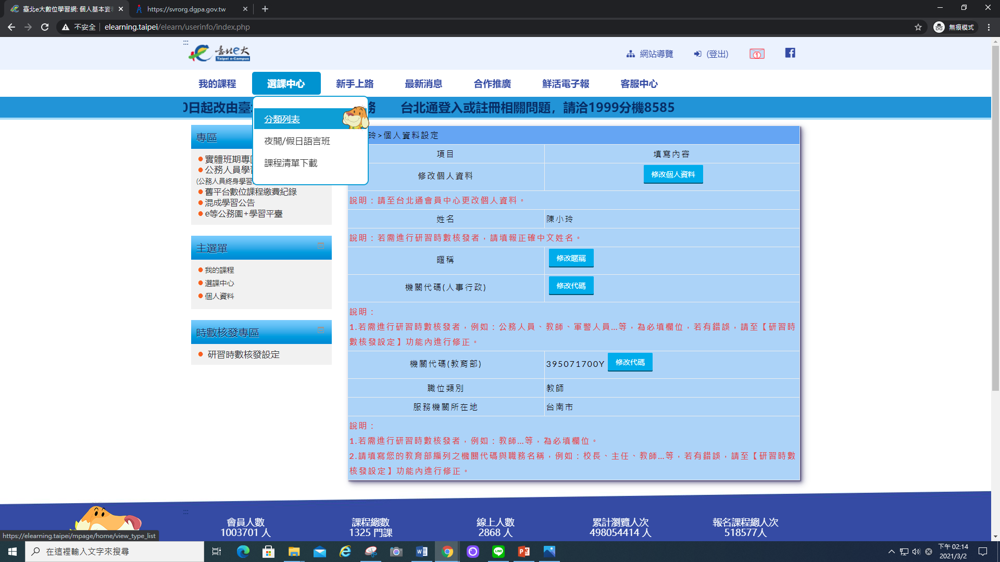 臺北e大數位學習網: 個人基本資
https://svrorg.dgpa.gov.tw
不安全
elearning.taipei/elearn/userinfo/index.php
無痕模式
:::
臺北e大
Taipei e-Campus
網站導覽
(登出)
1
我的課程
選課中心
新手上路
最新消息
合作推廣
鮮活電子報
客服中心
0日起改由臺
務
台北通登入或註冊相關問題，請洽1999分機8585
分類列表
夜間/假日語言班
課程清單下載
專區
實體班期專
公務人員學
(公務人員終身學習
舊平台數位課程繳費紀錄
混成學習公告
e等公務園+學習平臺
主選單
我的課程
選課中心
個人資料
時數核發專區
研習時數核發設定
玲>個人資料設定
項目
填寫內容
修改個人資料
修改個人資料
說明：請至台北通會員中心更改個人資料。
姓名
陳小玲
說明：若需進行研習時數核發者，請填報正確中文姓名。
暱稱
修改暱稱
機關代碼(人事行政)
修改代碼
說明：
1.若需進行研習時數核發者，例如：公務人員、教師、軍警人員...等，為必填欄位，若有錯誤，請至【研習時
數核發設定】功能內進行修正。
機關代碼(教育部)
395071700Y 修改代碼
職位類別
教師
服務機關所在地
台南市
說明：
1.若需進行研習時數核發者，例如：教師...等，為必填欄位。
2.請填寫您的教育部編列之機關代碼與職務名稱，例如：校長、主任、教師...等，若有錯誤，請至【研習時數
核發設定】功能內進行修正。
:::
會員人數
1003701 人
課程總數
1325 門課
線上人數
2868 人
累計瀏覽人次
498054414 人
報名課程總人次
518577人
https://elearning.taipei/mpage/home/view_type_list
在這裡輸入文字來搜尋
下午 02:14
2021/3/2